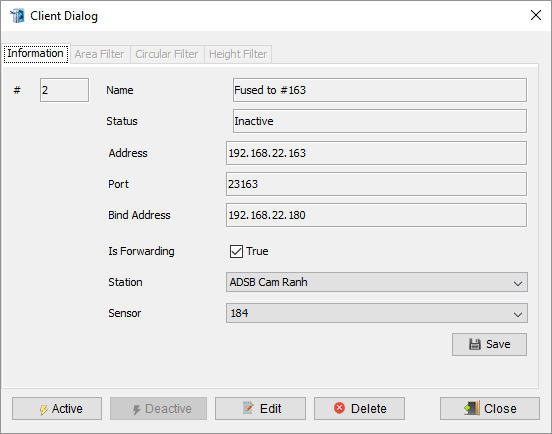 Client Dialog
Information Area Filter Circular Filter Height Filter
# 2 Name Fused to #163
Status Inactive
Address 192.168.22.163
Port 23163
Bind Address 192.168.22.180
Is Forwarding True
Station ADSB Cam Ranh
Sensor 184
Save
Active Deactive Edit Delete Close